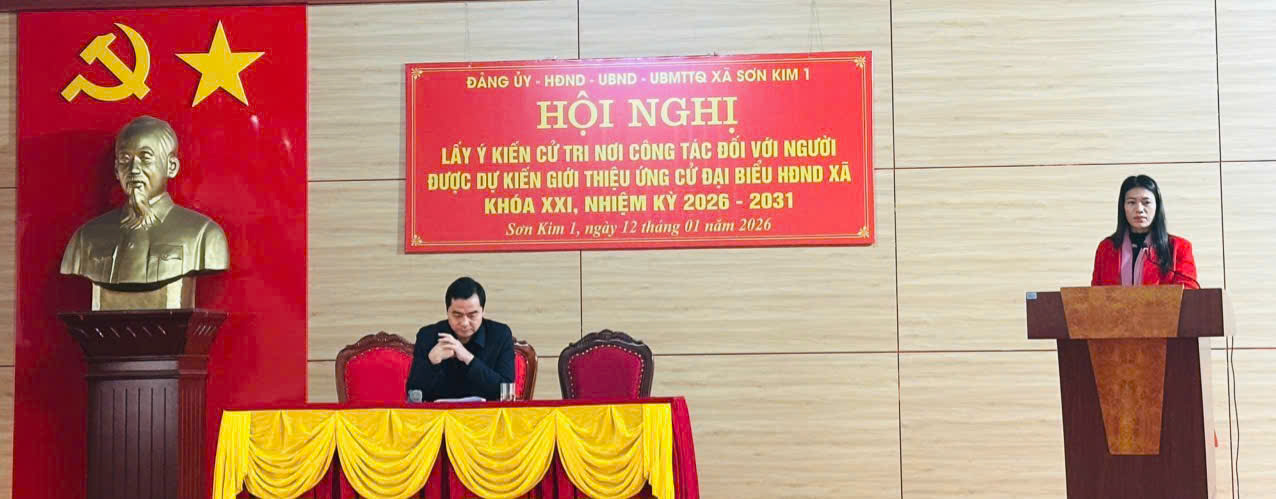 ĐẢNG ỦY - HĐND - UBND - UBMTTQ XÃ SƠN KIM 1
HỘI NGHỊ
LẤY Ý KIẾN CỬ TRI NƠI CÔNG TÁC ĐỐI VỚI NGƯỜI
ĐƯỢC DỰ KIẾN GIỚI THIỆU ỨNG CỬ ĐẠI BIỂU HĐND XÃ
KHÓA XXI, NHIỆM KỲ 2026 - 2031
Sơn Kim 1, ngày 12 tháng 01 năm 2026